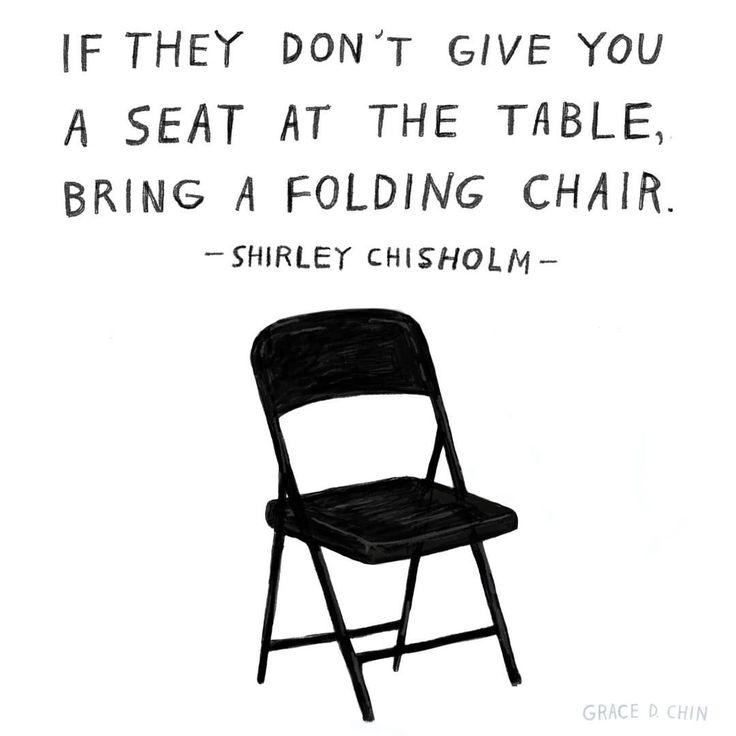 IF THEY DON'T GIVE YOU
A SEAT AT THE TABLE,
BRING A FOLDING CHAIR.
– SHIRLEY CHISHOLM –
GRACE D. CHIN